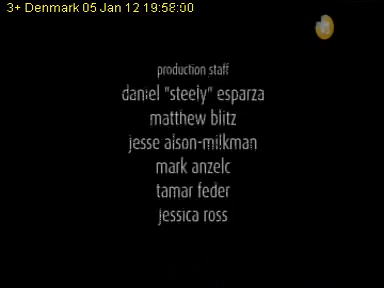 3+ Denmark 05 Jan 12 19:58:00
production staff
daniel "steely" esparza
matthew blitz
jesse aison-milkman
mark anzelc
tamar feder
jessica ross